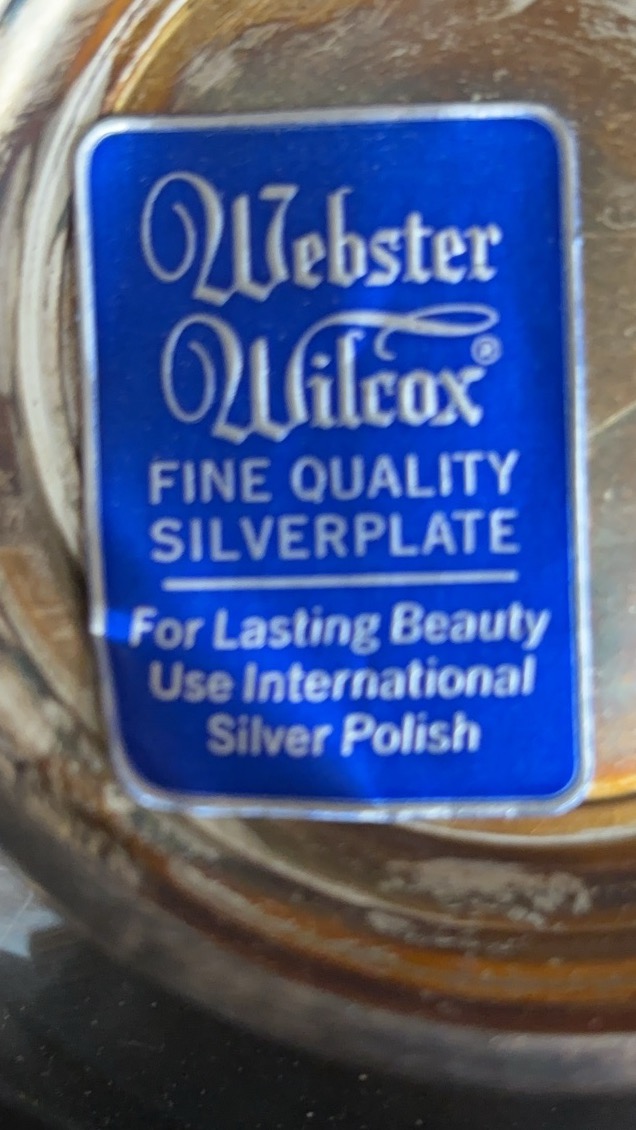 Webster
Wilcox®
FINE QUALITY
SILVERPLATE
For Lasting Beauty
Use International
Silver Polish